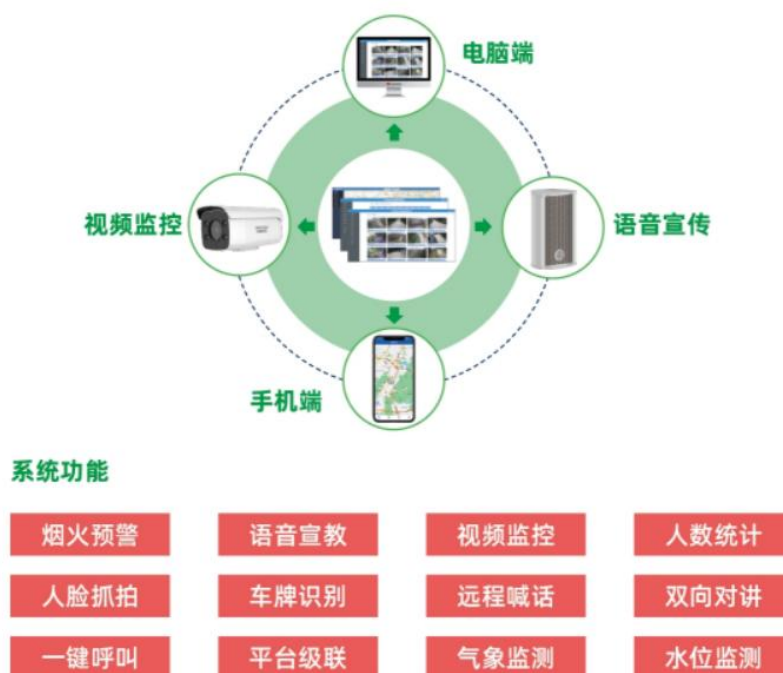 电脑端
视频监控
语音宣传
手机端
系统功能
烟火预警 语音宣教 视频监控 人数统计
人脸抓拍 车牌识别 远程喊话 双向对讲
一键呼叫 平台级联 气象监测 水位监测